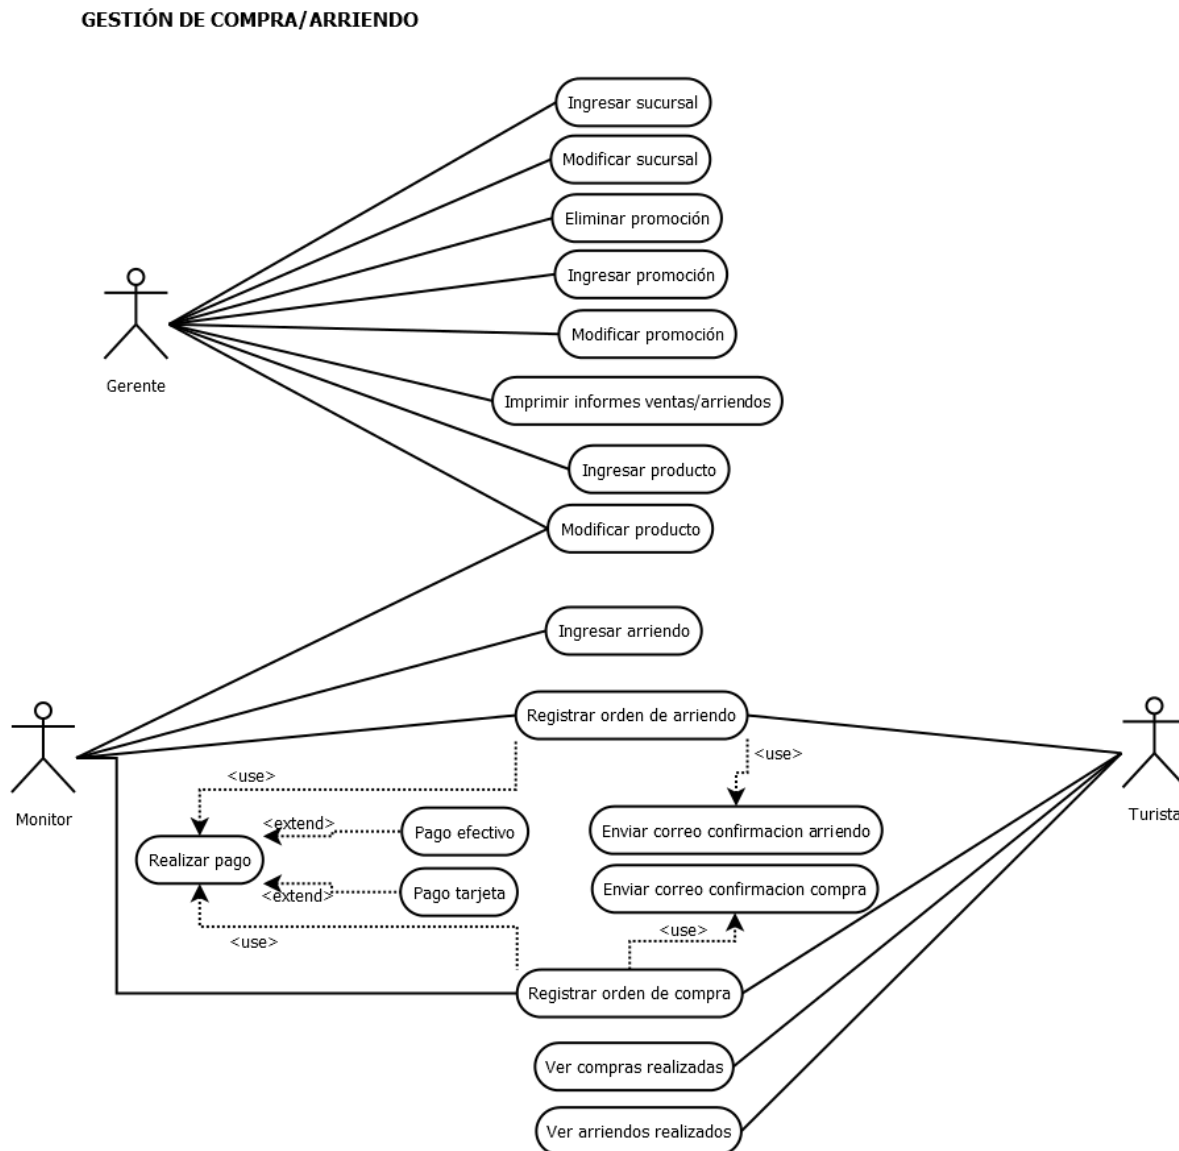 GESTIÓN DE COMPRA/ARRIENDO
Ingresar sucursal
Modificar sucursal
Eliminar promoción
Ingresar promoción
Modificar promoción
Gerente
Imprimir informes ventas/arriendos
Ingresar producto
Modificar producto
Ingresar arriendo
Registrar orden de arriendo
<use>
<use>
Monitor
<extend>
Pago efectivo
Enviar correo confirmacion arriendo
Turista
Realizar pago
Pago tarjeta
Enviar correo confirmacion compra
<extend>
<use>
<use>
Registrar orden de compra
Ver compras realizadas
Ver arriendos realizados